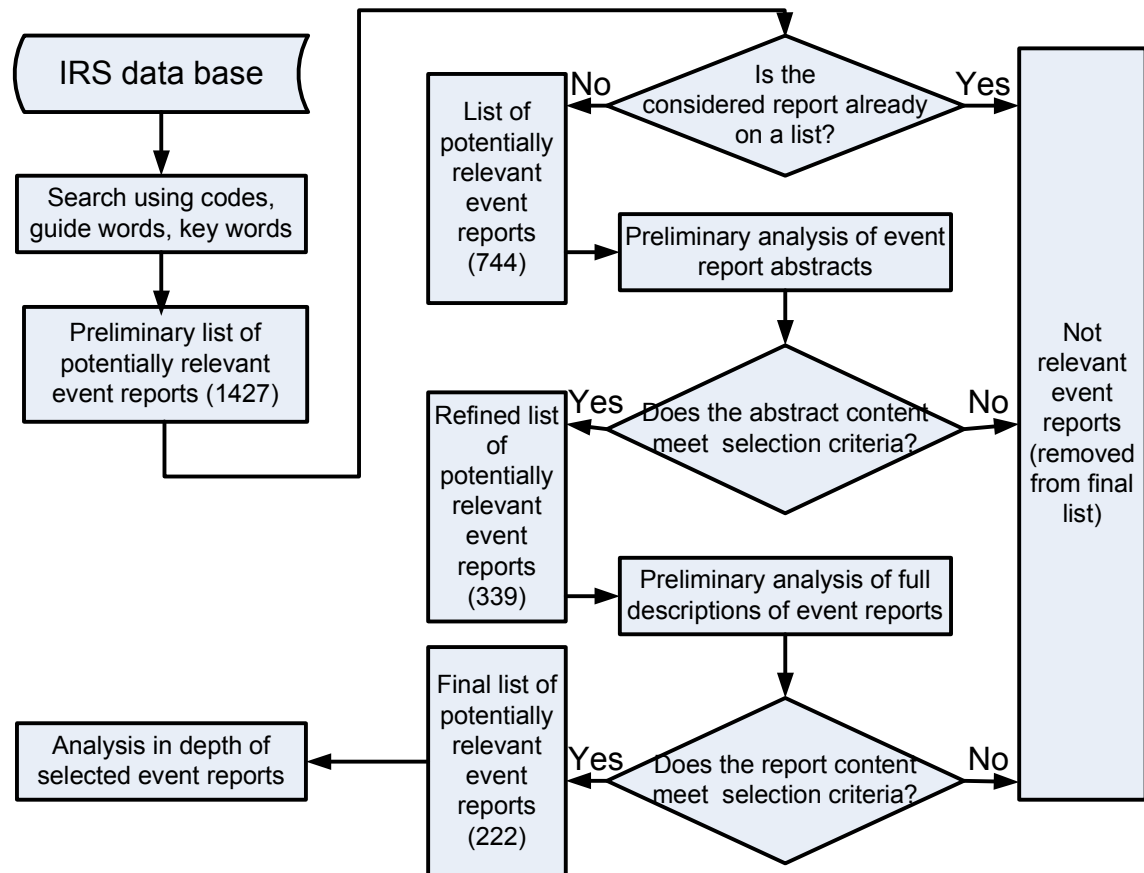 IRS data base
Search using codes,
guide words, key words
Preliminary list of
potentially relevant
event reports (1427)
Is the
considered report already
on a list?
No
Yes
List of
potentially
relevant
event
reports
(744)
Preliminary analysis of event
report abstracts
Does the abstract content
meet selection criteria?
Yes
No
Refined list
of
potentially
relevant
event
reports
(339)
Preliminary analysis of full
descriptions of event reports
Does the report content
meet selection criteria?
Yes
No
Final list of
potentially
relevant
event
reports
(222)
Analysis in depth of
selected event reports
Not
relevant
event
reports
(removed
from final
list)